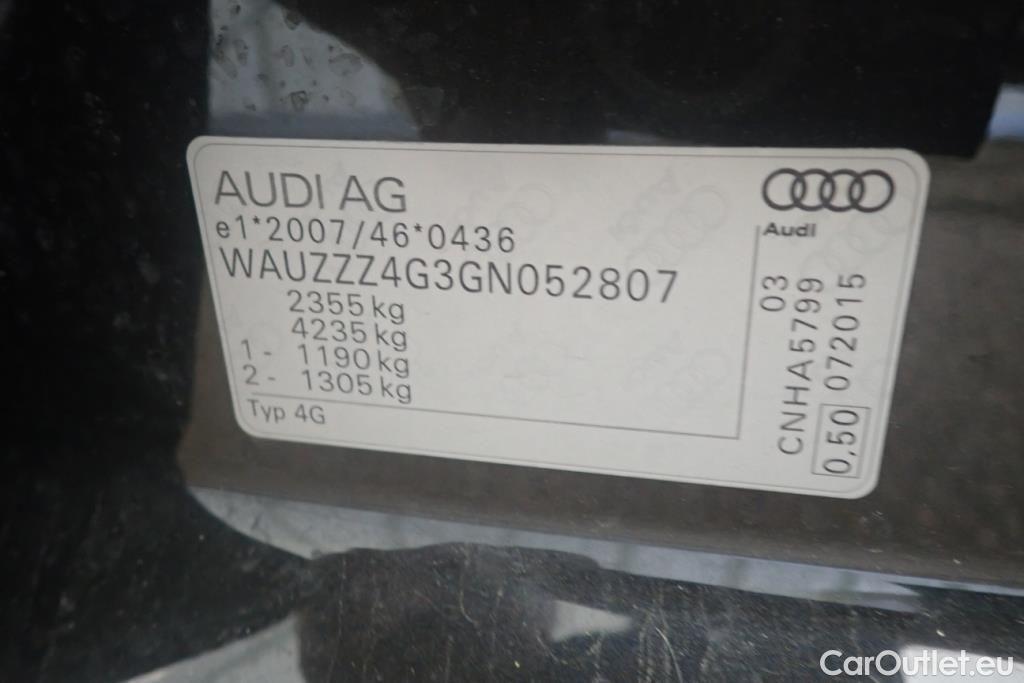 AUDI AG
e1*2007/46*0436
WAUZZZ4G3GN052807
2355 kg
4235 kg
1 - 1190 kg
2 - 1305 kg
Typ 4G
Audi
03
CNHA5799
0,50 072015
CarOutlet.eu